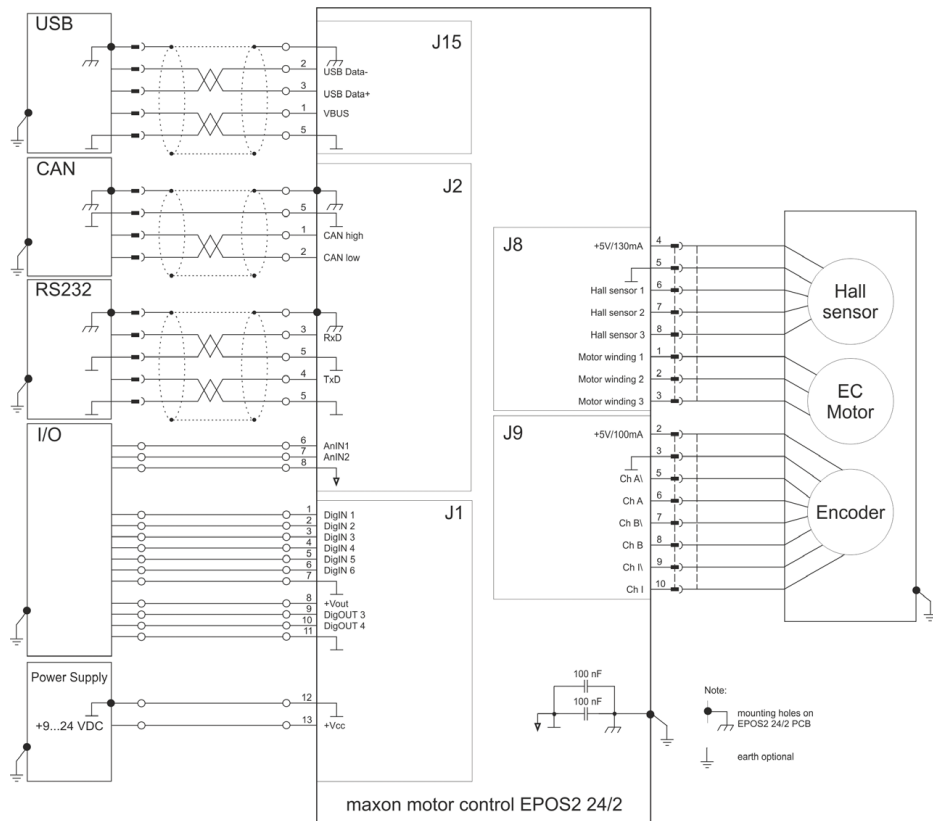 USB
J15
2
USB Data-
3
USB Data+
1
VBUS
5
CAN
J2
5
1
CAN high
2
CAN low
RS232
3
RxD
5
4
TxD
5
I/O
6
AnIN1
7
AnIN2
8
J1
1
DigIN 1
2
DigIN 2
3
DigIN 3
4
DigIN 4
5
DigIN 5
6
DigIN 6
7
8
+Vout
9
DigOUT 3
10
DigOUT 4
11
Power Supply
+9...24 VDC
12
13
+Vcc
J8
+5V/130mA
4
5
Hall sensor 1
6
Hall sensor 2
7
Hall sensor 3
8
Motor winding 1
1
Motor winding 2
2
Motor winding 3
3
Hall
sensor
EC
Motor
J9
+5V/100mA
2
3
Ch A\
5
Ch A
6
Ch B\
7
Ch B
8
Ch I\
9
Ch I
10
Encoder
100 nF
100 nF
Note:
mounting holes on
EPOS2 24/2 PCB
earth optional
maxon motor control EPOS2 24/2